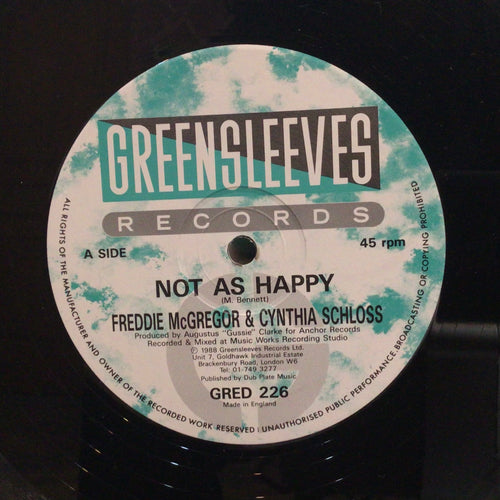 GREENSLEEVES
RECORDS
A SIDE
45 rpm
NOT AS HAPPY
(M. Bennett)
FREDDIE McGREGOR & CYNTHIA SCHLOSS
Produced by Augustus "Gussie" Clarke for Anchor Records
Recorded & Mixed at Music Works Recording Studio
℗ 1988 Greensleeves Records Ltd
Unit 7, Goldhawk Industrial Estate
Brackenbury Road, London W6
Tel: 01-749 3277
Published by Dub Plate Music
GRED 226
Made in England
ALL RIGHTS OF THE MANUFACTURER AND OWNER OF THE RECORDED WORK RESERVED | UNAUTHORISED PUBLIC PERFORMANCE·BROADCASTING OR COPYING PROHIBITED